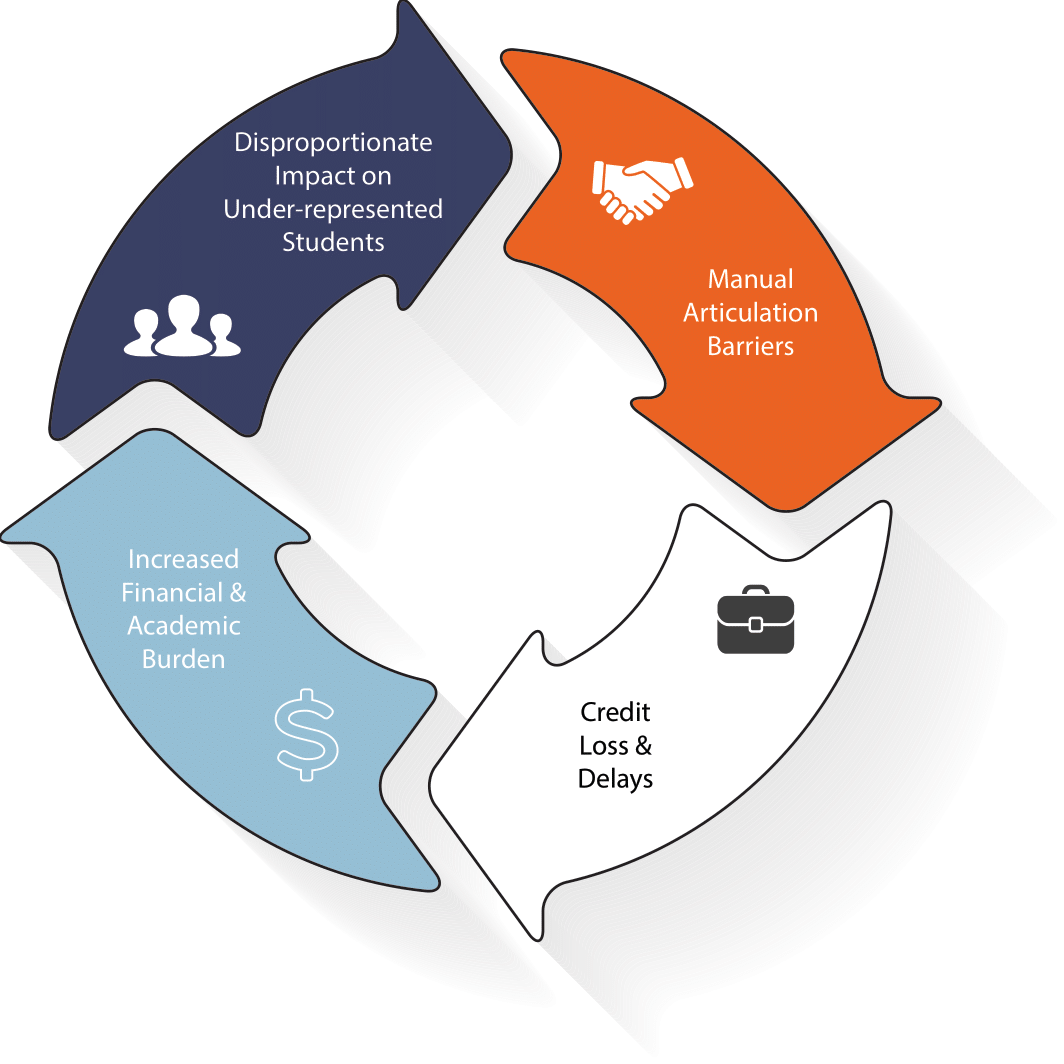 Disproportionate
Impact on
Under-represented
Students
Manual
Articulation
Barriers
Credit
Loss &
Delays
Increased
Financial &
Academic
Burden
$